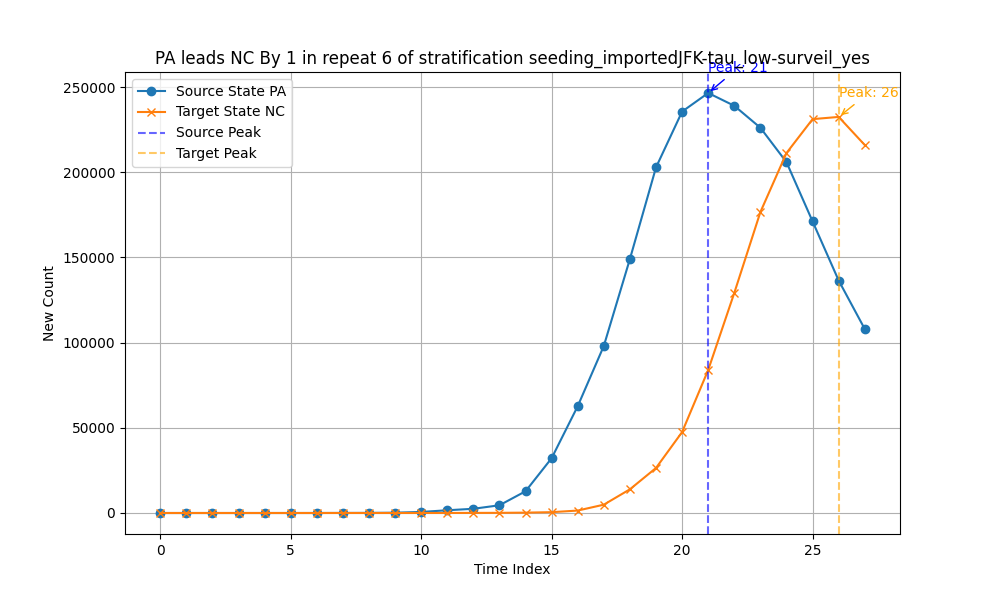 PA leads NC By 1 in repeat 6 of stratification seeding_importedJFK-tau_low-surveil_yes
Peak: 21
Peak: 26
Source State PA
Target State NC
Source Peak
Target Peak
New Count
250000
200000
150000
100000
50000
0
0 5 10 15 20 25
Time Index